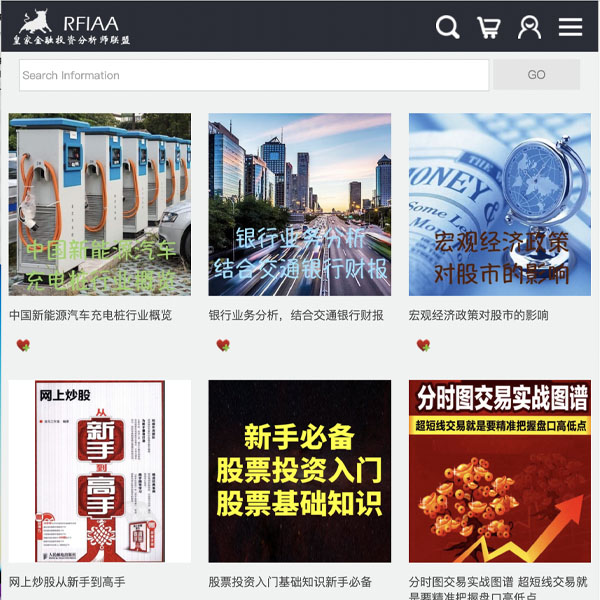 RFIAA
皇家金融投资分析师联盟
Search Information
GO
中国新能源汽车
充电桩行业概览
银行业务分析
结合交通银行财报
MONEY
宏观经济政策
对股市的影响
中国新能源汽车充电桩行业概览
银行业务分析，结合交通银行财报
宏观经济政策对股市的影响
网上炒股
从
新手
到
高手
人民邮电出版社
新手必备
股票投资入门
股票基础知识
分时图交易实战图谱
超短线交易就是要精准把握盘口高低点
网上炒股从新手到高手
股票投资入门基础知识新手必备
分时图交易实战图谱 超短线交易就
是要精准把握盘口高低点